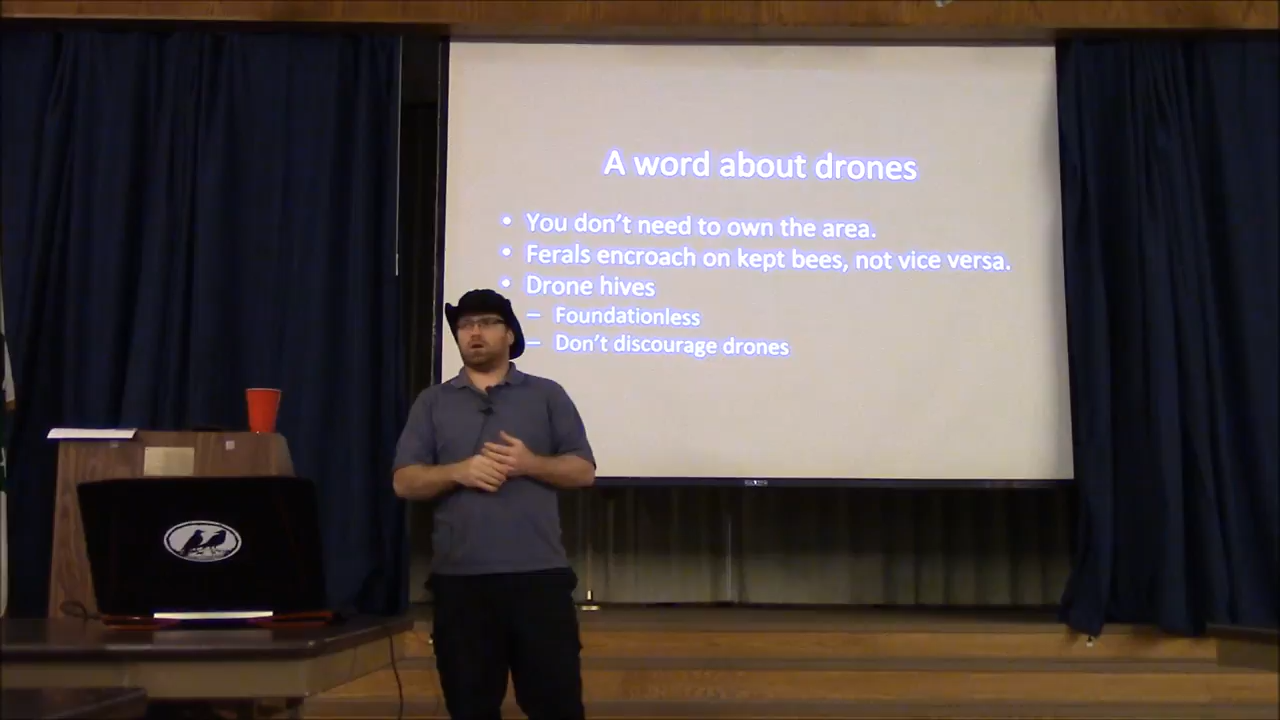 A word about drones
• You don't need to own the area.
• Ferals encroach on kept bees, not vice versa.
• Drone hives
– Foundationless
– Don't discourage drones